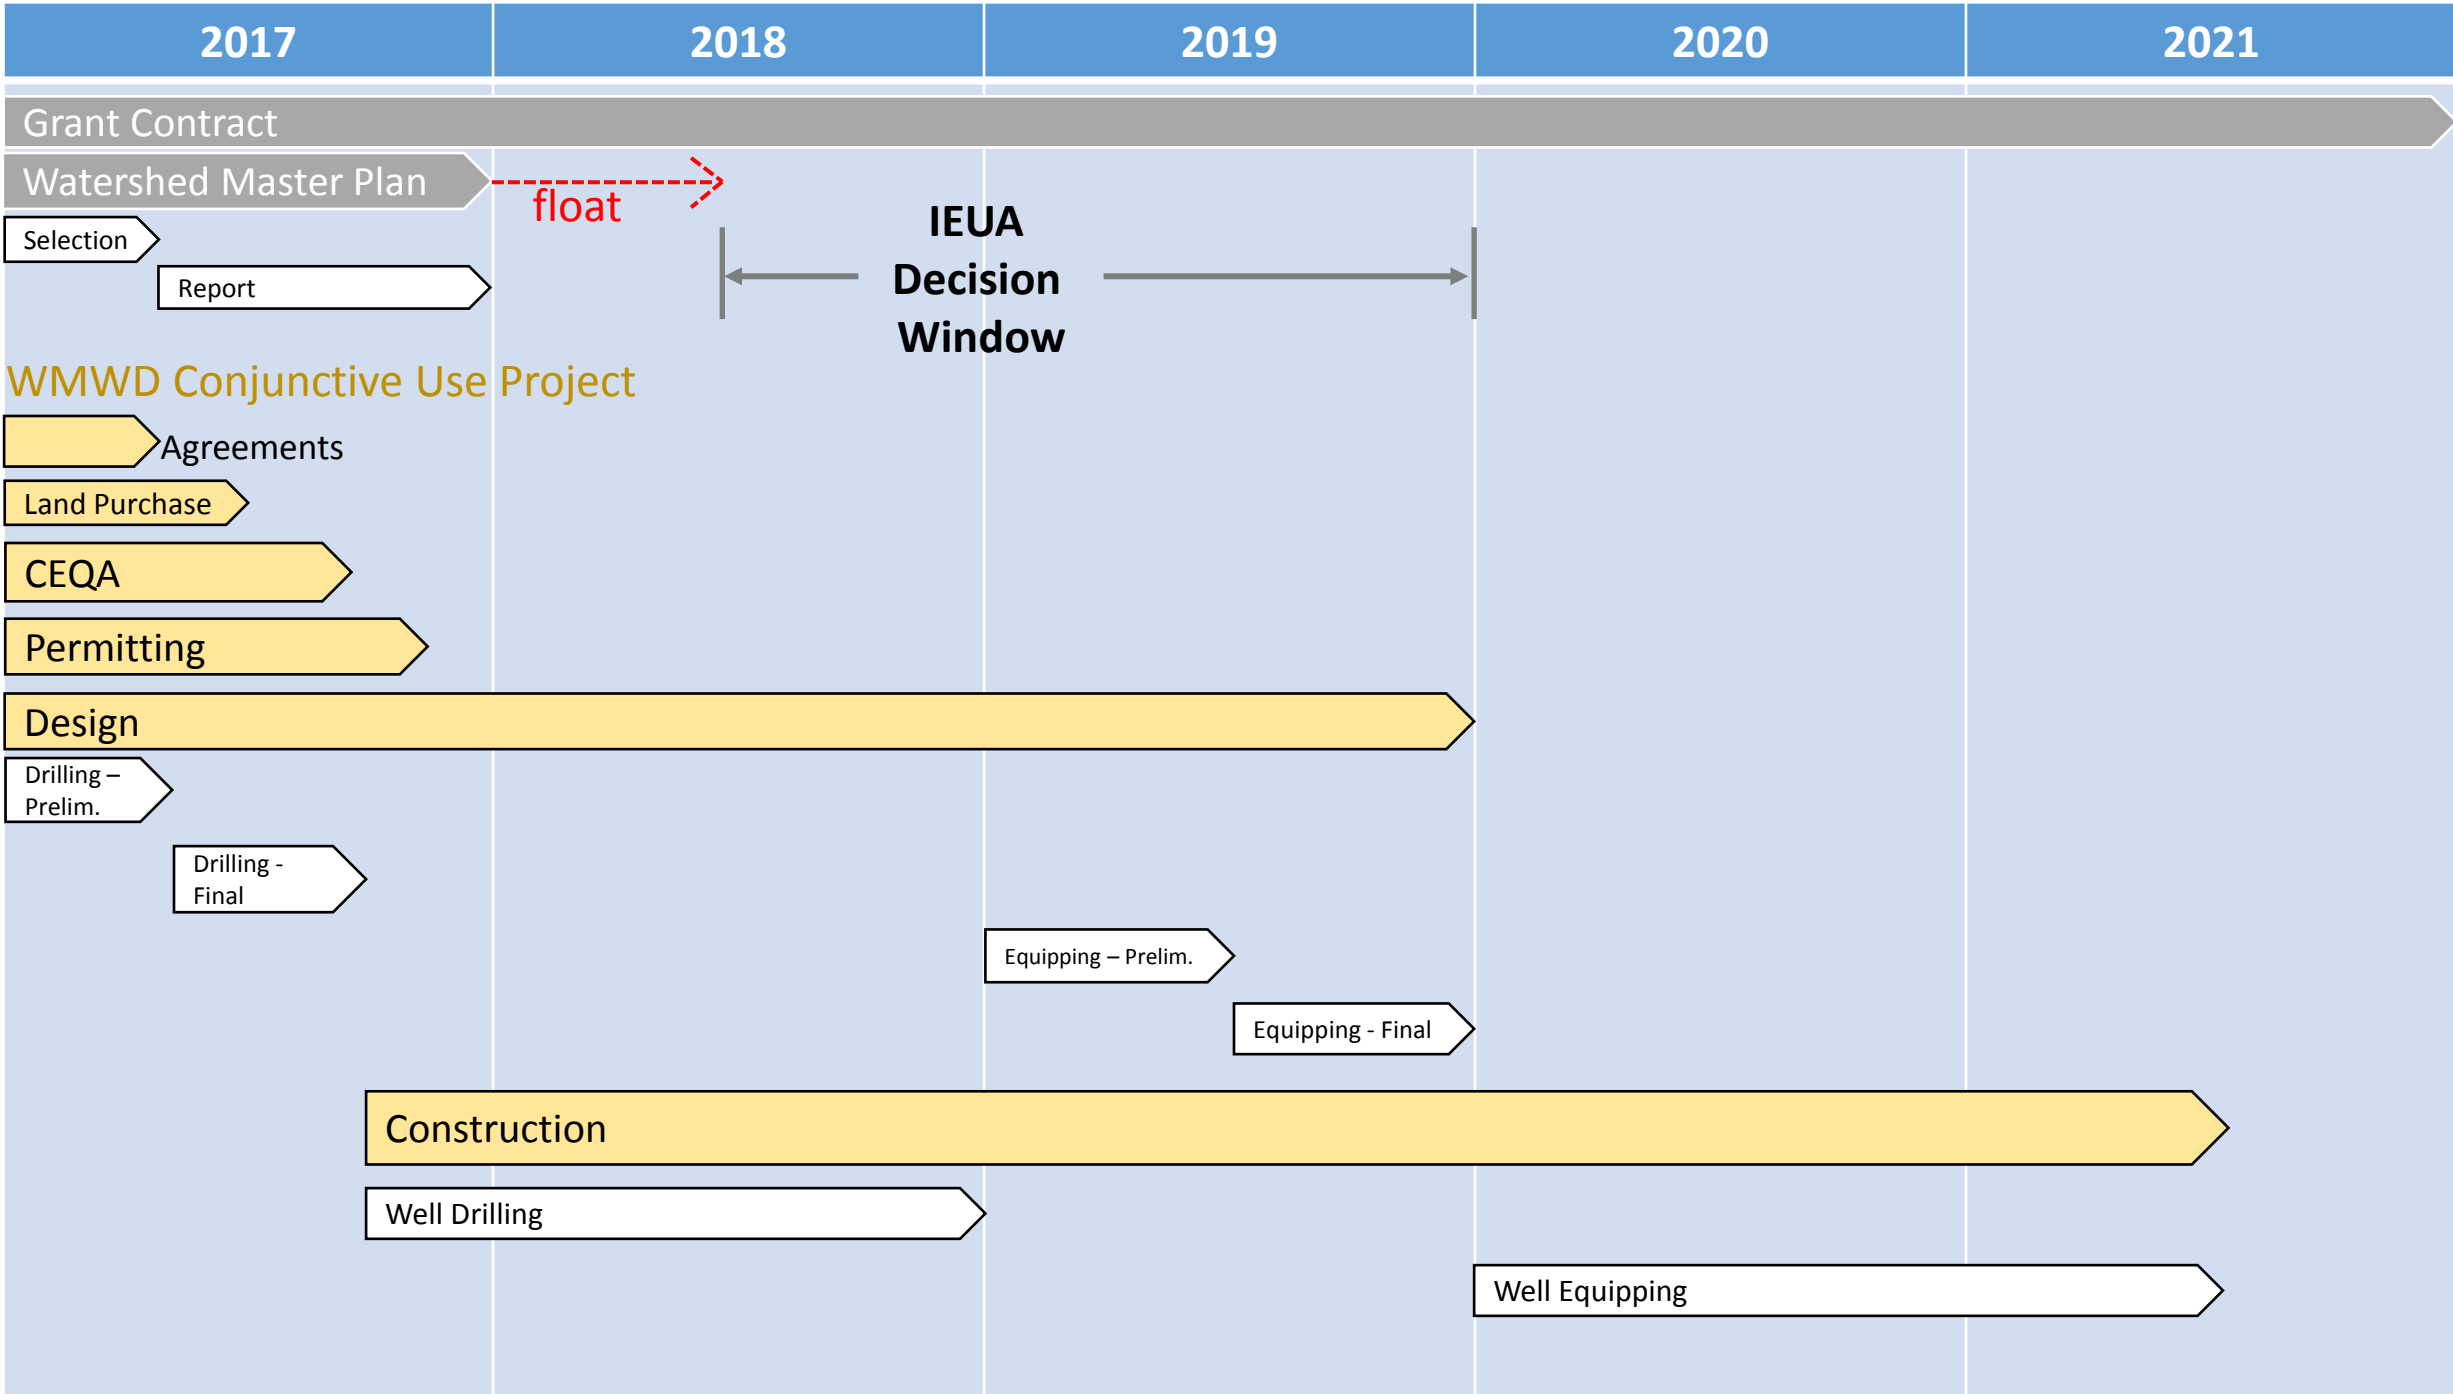 2017
2018
2019
2020
2021
Grant Contract
Watershed Master Plan
float
Selection
Report
IEUA
Decision
Window
WMWD Conjunctive Use Project
Agreements
Land Purchase
CEQA
Permitting
Design
Drilling –
Prelim.
Drilling -
Final
Equipping – Prelim.
Equipping - Final
Construction
Well Drilling
Well Equipping